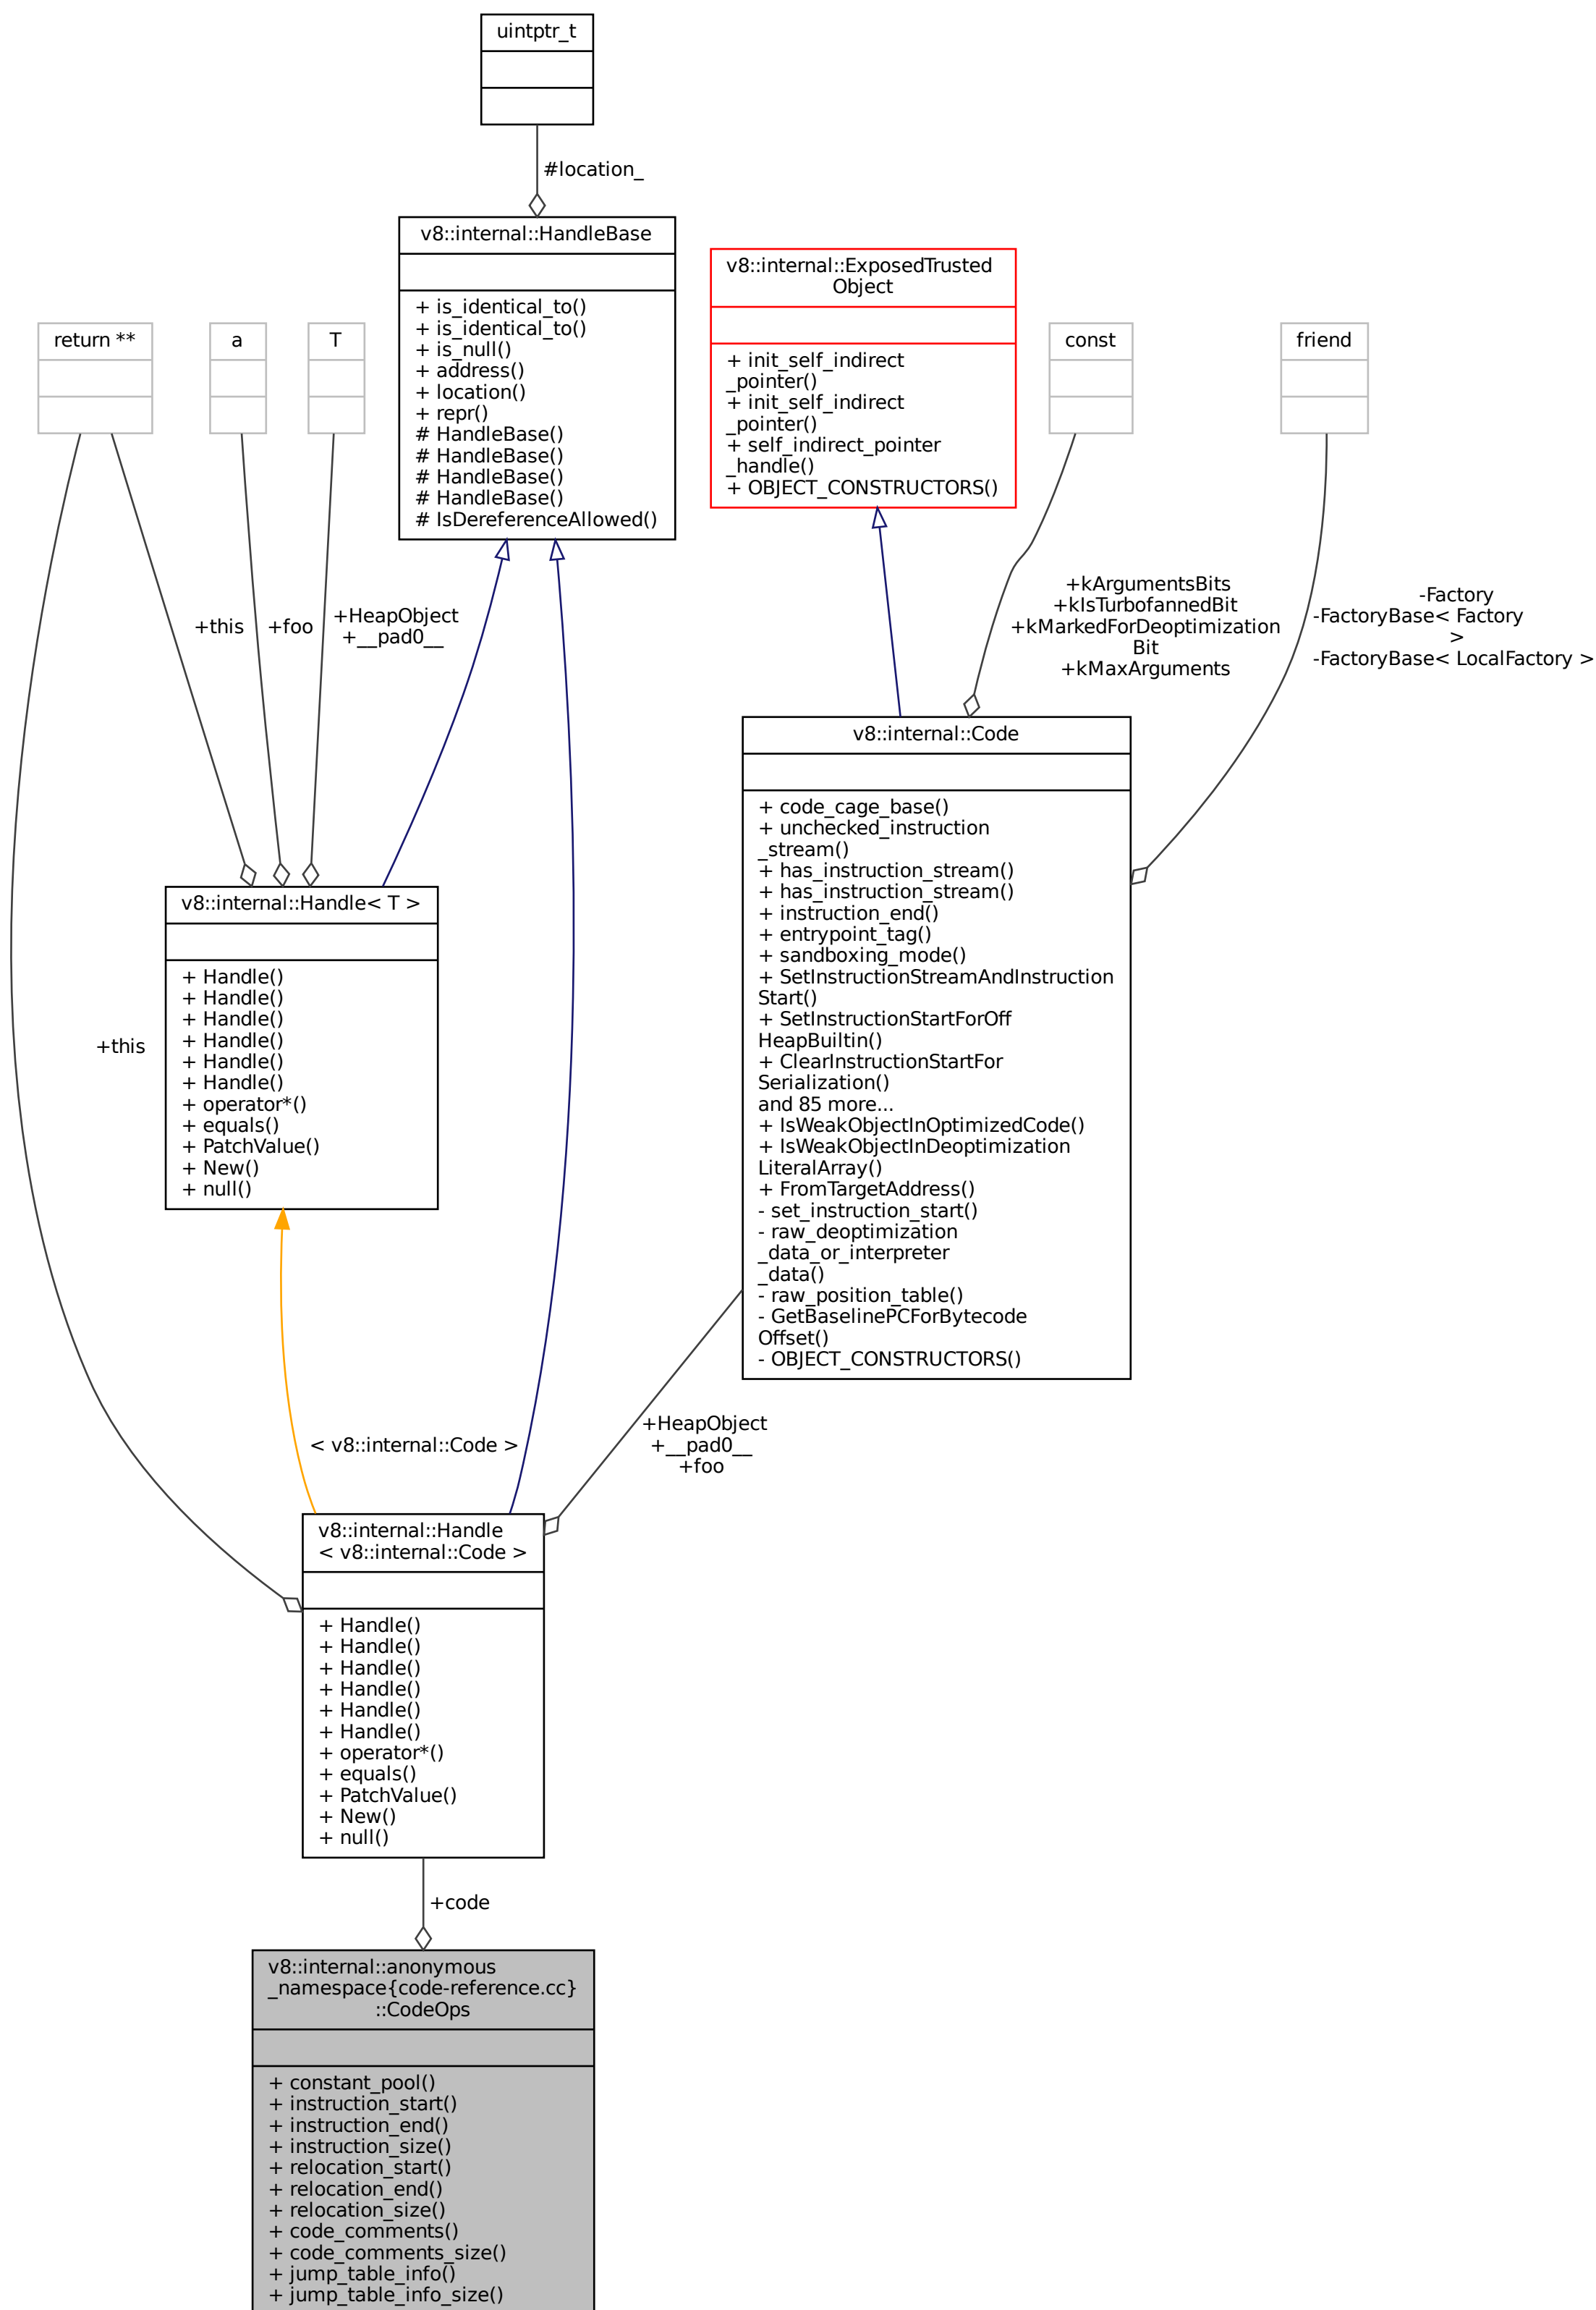 uintptr_t
#location_
v8::internal::HandleBase
+ is_identical_to()
+ is_identical_to()
+ is_null()
+ address()
+ location()
+ repr()
# HandleBase()
# HandleBase()
# HandleBase()
# HandleBase()
# IsDereferenceAllowed()
v8::internal::ExposedTrusted
Object
+ init_self_indirect
_pointer()
+ init_self_indirect
_pointer()
+ self_indirect_pointer
_handle()
+ OBJECT_CONSTRUCTORS()
return **
a
T
const
friend
+this
+foo
+HeapObject
+__pad0__
+kArgumentsBits
+kIsTurbofannedBit
+kMarkedForDeoptimization
Bit
+kMaxArguments
-Factory
-FactoryBase< Factory
>
-FactoryBase< LocalFactory >
v8::internal::Code
+ code_cage_base()
+ unchecked_instruction
_stream()
+ has_instruction_stream()
+ has_instruction_stream()
+ instruction_end()
+ entrypoint_tag()
+ sandboxing_mode()
+ SetInstructionStreamAndInstruction
Start()
+ SetInstructionStartForOff
HeapBuiltin()
+ ClearInstructionStartFor
Serialization()
and 85 more...
+ IsWeakObjectInOptimizedCode()
+ IsWeakObjectInDeoptimization
LiteralArray()
+ FromTargetAddress()
- set_instruction_start()
- raw_deoptimization
_data_or_interpreter
_data()
- raw_position_table()
- GetBaselinePCForBytecode
Offset()
- OBJECT_CONSTRUCTORS()
v8::internal::Handle< T >
+ Handle()
+ Handle()
+ Handle()
+ Handle()
+ Handle()
+ Handle()
+ operator*()
+ equals()
+ PatchValue()
+ New()
+ null()
+this
< v8::internal::Code >
+HeapObject
+__pad0__
+foo
v8::internal::Handle
< v8::internal::Code >
+ Handle()
+ Handle()
+ Handle()
+ Handle()
+ Handle()
+ Handle()
+ operator*()
+ equals()
+ PatchValue()
+ New()
+ null()
+code
v8::internal::anonymous
_namespace{code-reference.cc}
::CodeOps
+ constant_pool()
+ instruction_start()
+ instruction_end()
+ instruction_size()
+ relocation_start()
+ relocation_end()
+ relocation_size()
+ code_comments()
+ code_comments_size()
+ jump_table_info()
+ jump_table_info_size()